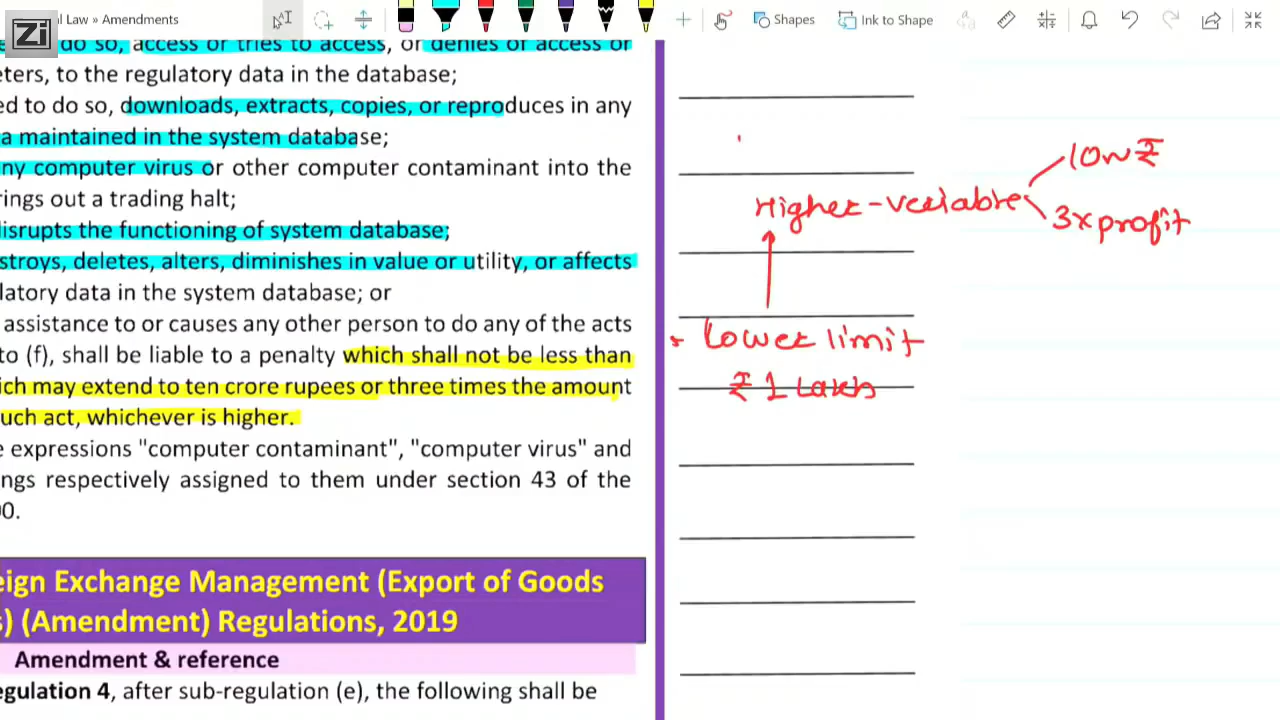 Zi
l Law » Amendments
Shapes
Ink to Shape
do so, access or tries to access, or denies of access or
eters, to the regulatory data in the database;
ed to do so, downloads, extracts, copies, or reproduces in any
a maintained in the system database;
ny computer virus or other computer contaminant into the
rings out a trading halt;
disrupts the functioning of system database;
stroys, deletes, alters, diminishes in value or utility, or affects
latory data in the system database; or
assistance to or causes any other person to do any of the acts
to (f), shall be liable to a penalty which shall not be less than
ich may extend to ten crore rupees or three times the amount
uch act, whichever is higher.
e expressions "computer contaminant", "computer virus" and
ngs respectively assigned to them under section 43 of the
00.
eign Exchange Management (Export of Goods
s) (Amendment) Regulations, 2019
Amendment & reference
egulation 4, after sub-regulation (e), the following shall be
10w ₹
Higher-variable
3x profit
Lower limit
₹ 1 Lakh